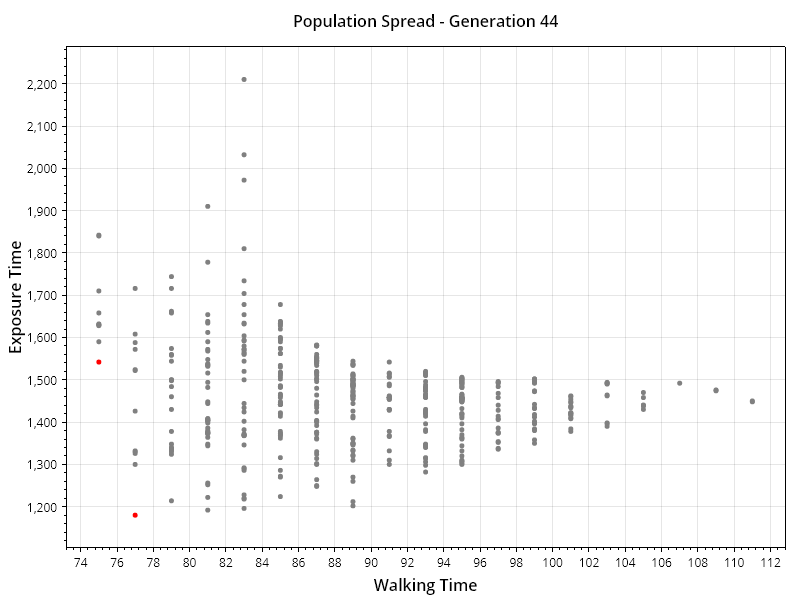 Population Spread - Generation 44
Exposure Time
2,200
2,100
2,000
1,900
1,800
1,700
1,600
1,500
1,400
1,300
1,200
74 76 78 80 82 84 86 88 90 92 94 96 98 100 102 104 106 108 110 112
Walking Time